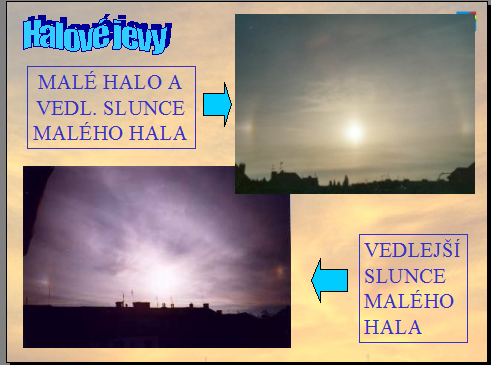 Halové jevy
MALÉ HALO A
VEDL. SLUNCE
MALÉHO HALA
VEDLEJŠÍ
SLUNCE
MALÉHO
HALA